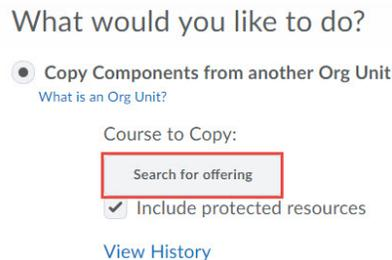 What would you like to do?
Copy Components from another Org Unit
What is an Org Unit?
Course to Copy:
Search for offering
Include protected resources
View History